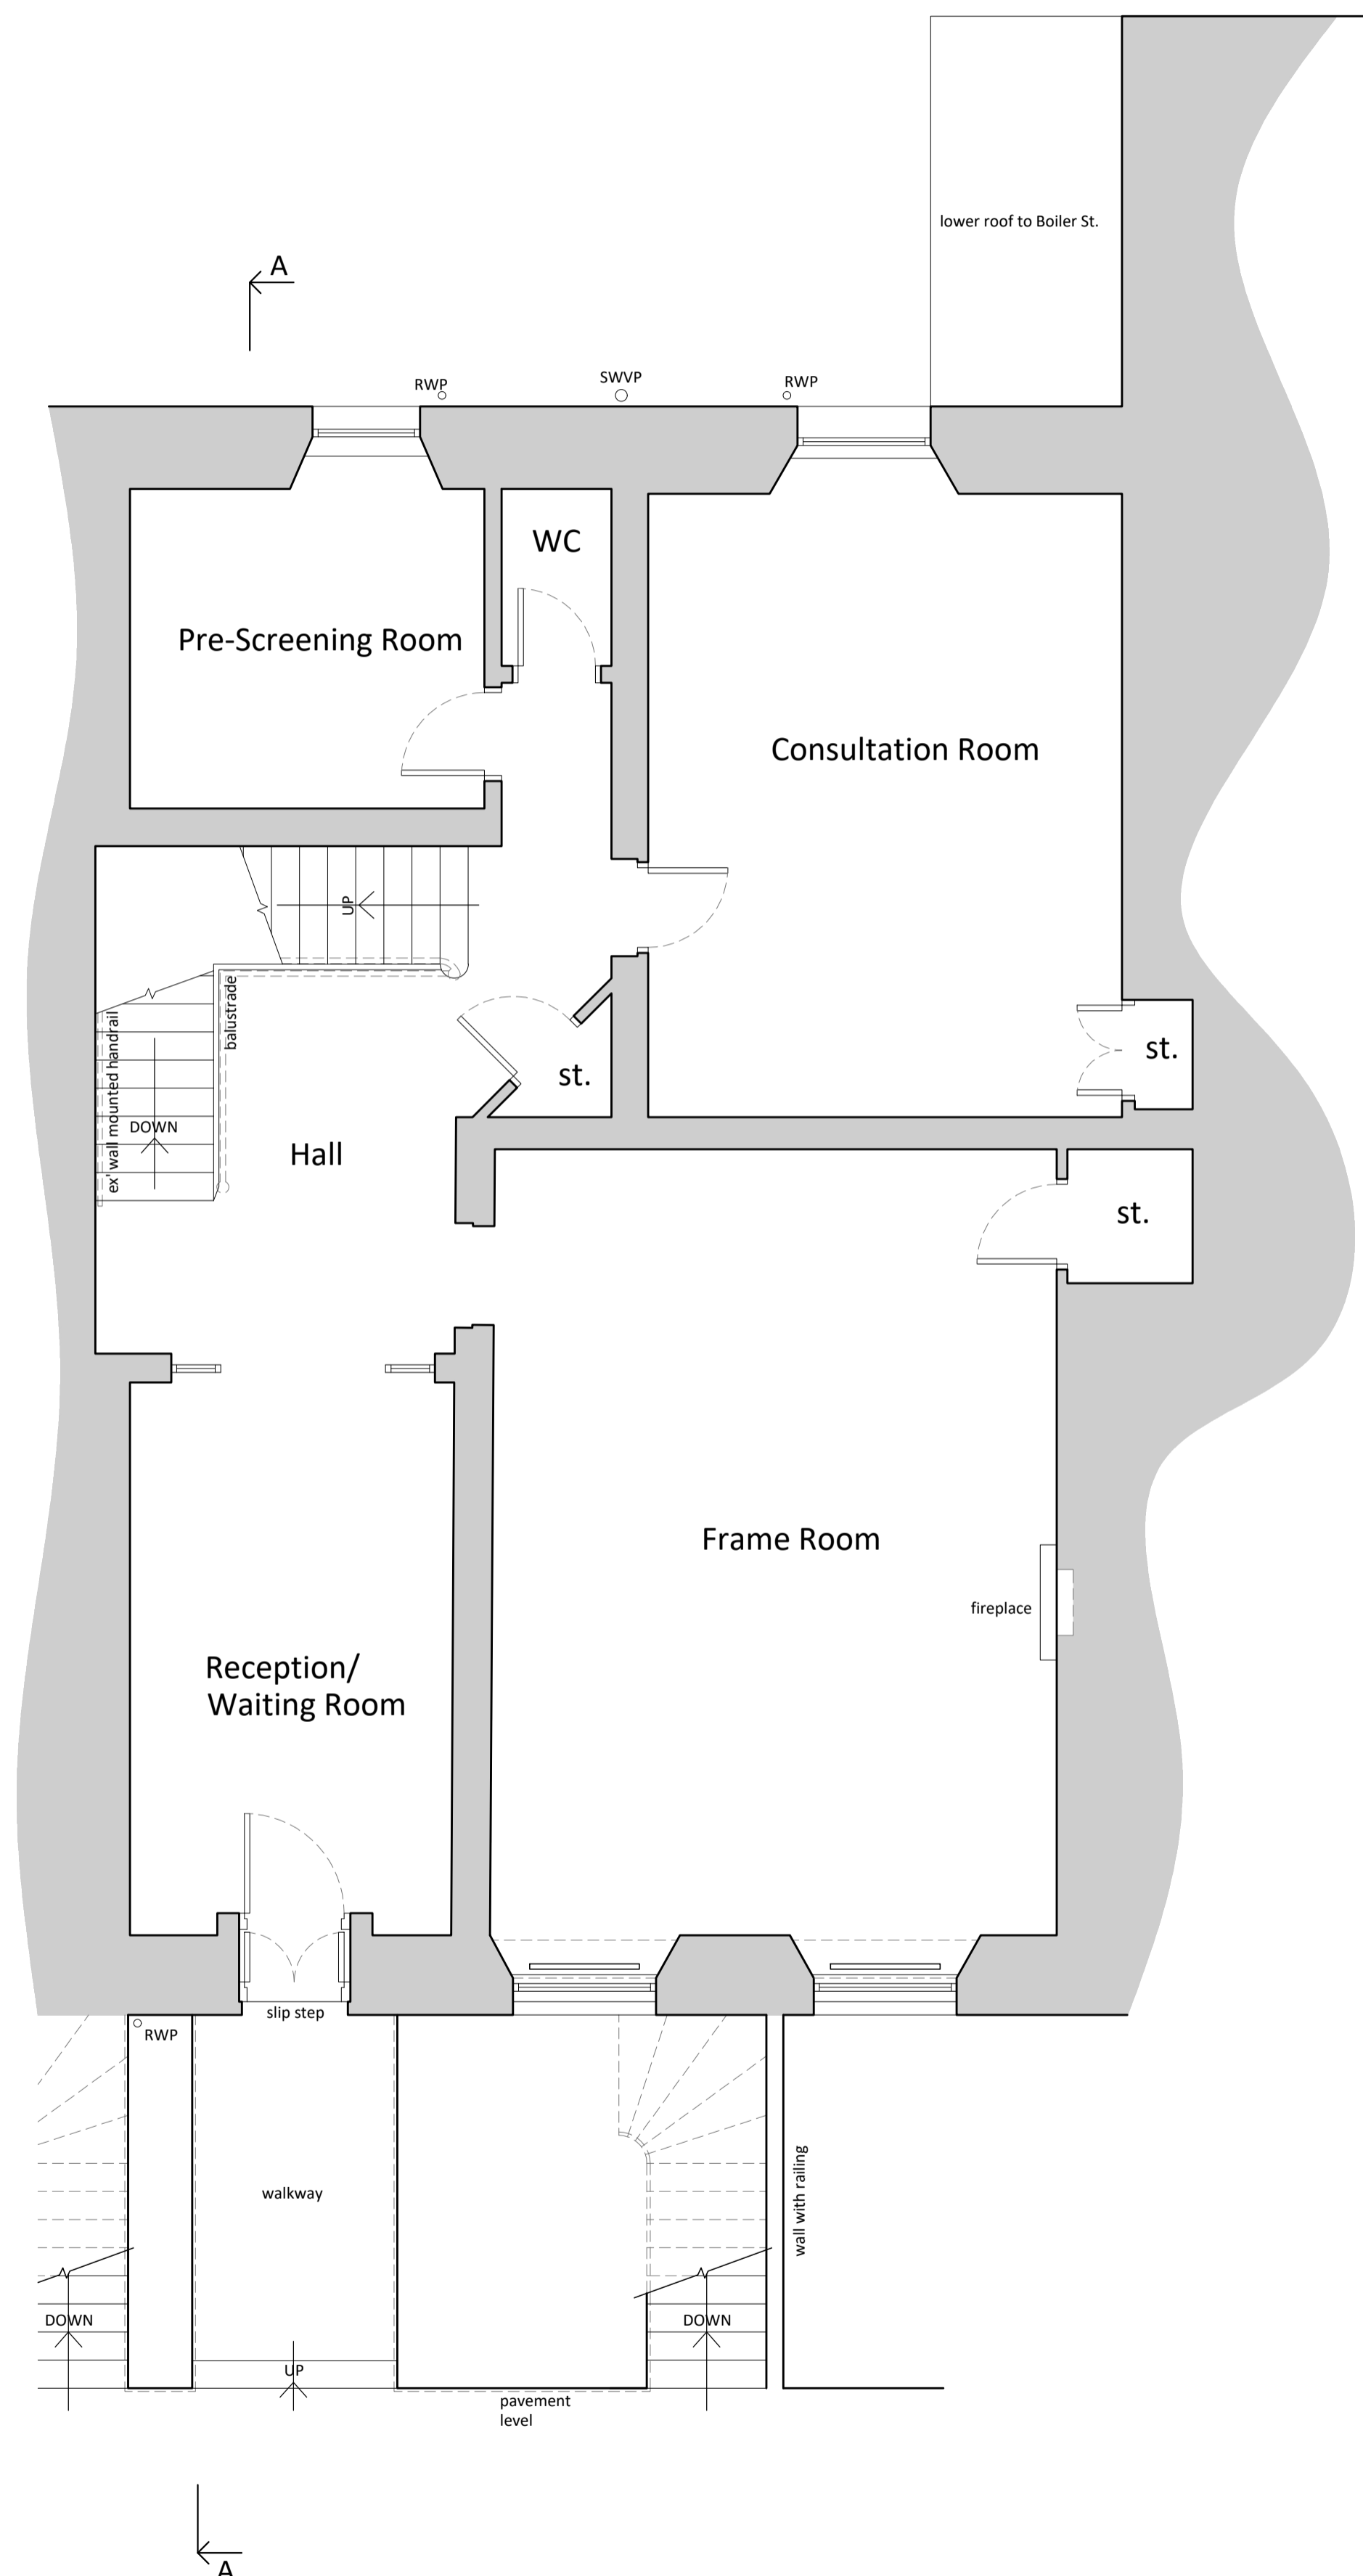 lower roof to Boiler St.
A
RWP
SWVP
RWP
WC
Pre-Screening Room
Consultation Room
UP
balustrade
ex' wall mounted handrail
st.
st.
DOWN
Hall
st.
Frame Room
fireplace
Reception/
Waiting Room
slip step
RWP
walkway
wall with railing
DOWN
DOWN
UP
pavement
level
A